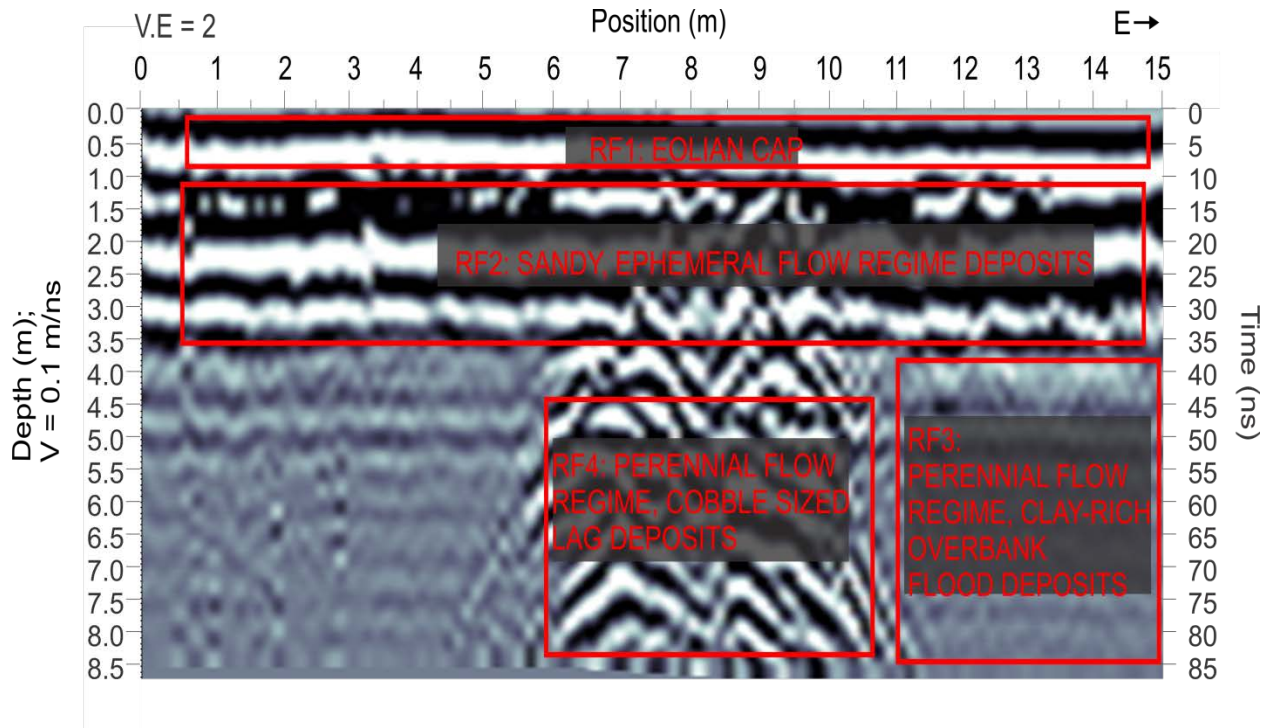 V.E = 2
Position (m)
E→
0 1 2 3 4 5 6 7 8 9 10 11 12 13 14 15
0.0
0.5
1.0
1.5
2.0
2.5
3.0
3.5
4.0
4.5
5.0
5.5
6.0
6.5
7.0
7.5
8.0
8.5
Depth (m);
V = 0.1 m/ns
RF1: EOLIAN CAP
RF2: SANDY, EPHEMERAL FLOW REGIME DEPOSITS
RF4: PERENNIAL FLOW
REGIME, COBBLE SIZED
LAG DEPOSITS
RF3:
PERENNIAL FLOW
REGIME, CLAY-RICH
OVERBANK
FLOOD DEPOSITS
0
5
10
15
20
25
30
35
40
45
50
55
60
65
70
75
80
85
Time (ns)